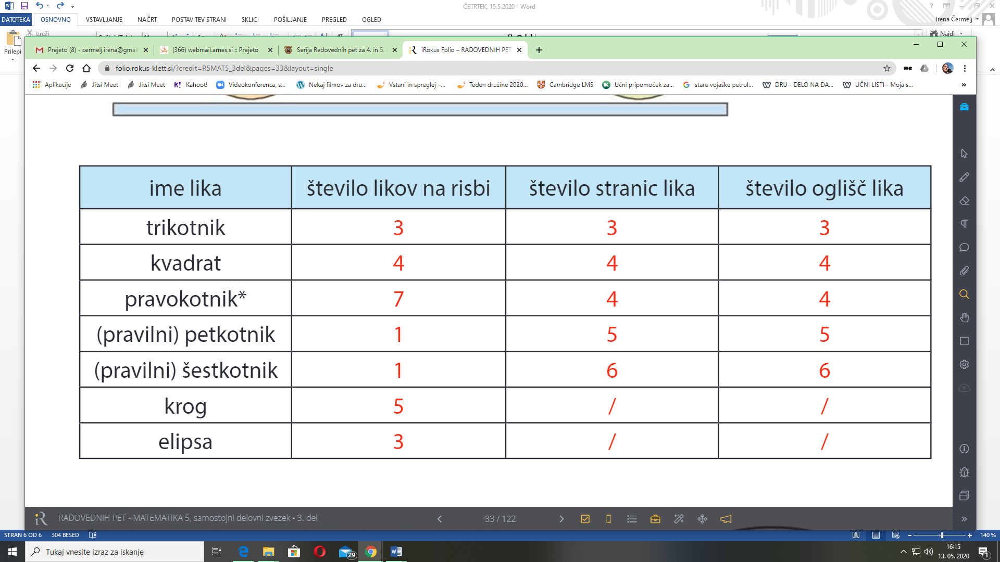 ČETRTEK, 15.5.2020 - Word
DATOTEKA OSNOVNO VSTAVLJANJE NAČRT POSTAVITEV STRANI SKLICI POŠILJANJE PREGLED OGLED Irena Čermelj
Prilepi Izreži Najdi
Prejeto (8) - cermelj.irena@gmail (366) webmail.arnes.si :: Prejeto Serija Radovednih pet za 4. in 5. iRokus Folio – RADOVEDNIH PET
folio.rokus-klett.si/?credit=R5MAT5_3del&pages=33&layout=single
Aplikacije Jitsi Meet Jitsi Meet Kahoot! Videokonferenca, s... Nekaj filmov za dru... Vstani in spreglej –... Teden družine 2020... Cambridge LMS Učni pripomoček za... stare vojaške petrol... DRU - DELO NA DA... UČNI LISTI - Moja s... »
ime lika število likov na risbi število stranic lika število oglišč lika
trikotnik 3 3 3
kvadrat 4 4 4
pravokotnik* 7 4 4
(pravilni) petkotnik 1 5 5
(pravilni) šestkotnik 1 6 6
krog 5 / /
elipsa 3 / /
RADOVEDNIH PET - MATEMATIKA 5, samostojni delovni zvezek - 3. del 33 / 122
STRAN 6 OD 6 304 BESED 140 %
Tukaj vnesite izraz za iskanje 29 16:15
13. 05. 2020 1